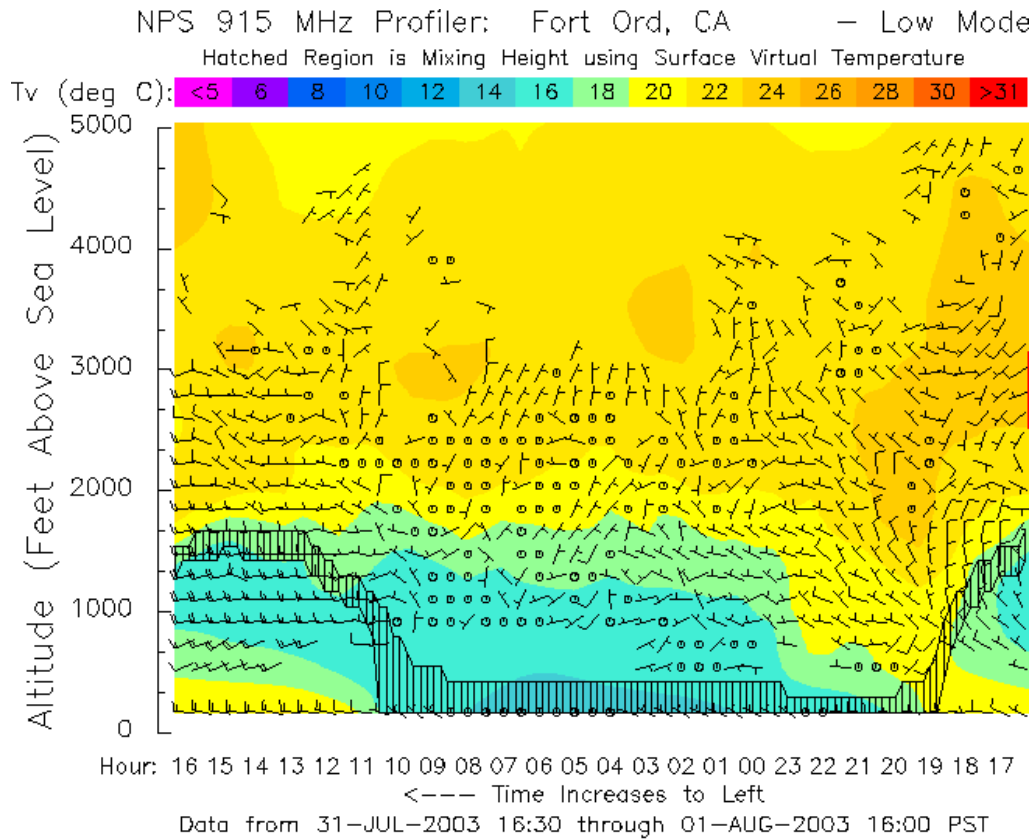 NPS 915 MHz Profiler: Fort Ord, CA – Low Mode
Hatched Region is Mixing Height using Surface Virtual Temperature
Tv (deg C): <5 6 8 10 12 14 16 18 20 22 24 26 28 30 >31
Altitude (Feet Above Sea Level)
5000
4000
3000
2000
1000
0
Hour: 16 15 14 13 12 11 10 09 08 07 06 05 04 03 02 01 00 23 22 21 20 19 18 17
<--- Time Increases to Left
Data from 31-JUL-2003 16:30 through 01-AUG-2003 16:00 PST